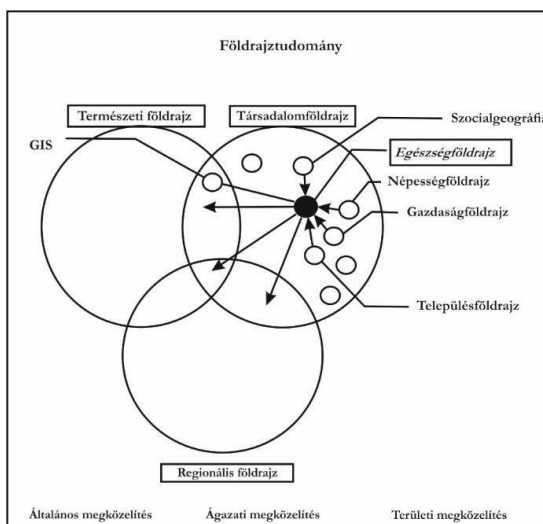 Földrajztudomány
Természeti földrajz
Társadalomföldrajz
Szocialgeográfia
GIS
Egészségföldrajz
Népességföldrajz
Gazdaságföldrajz
Településföldrajz
Regionális földrajz
Általános megközelítés
Ágazati megközelítés
Területi megközelítés